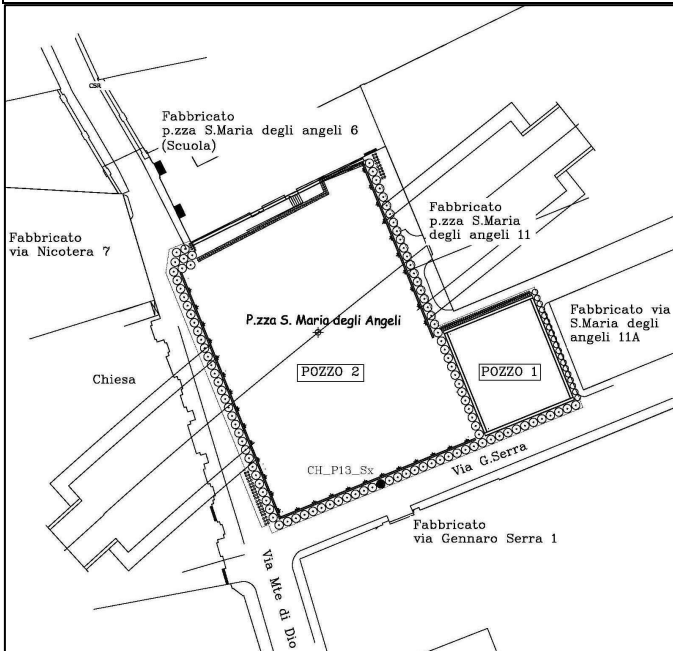 CSR
Fabbricato
p.zza S.Maria degli angeli 6
(Scuola)
Fabbricato
p.zza S.Maria
degli angeli 11
Fabbricato
via Nicotera 7
Fabbricato via
S.Maria degli
angeli 11A
P.zza S. Maria degli Angeli
POZZO 2
POZZO 1
Chiesa
CH_P13_Sx
Via G.Serra
Fabbricato
via Gennaro Serra 1
Via Mte di Dio